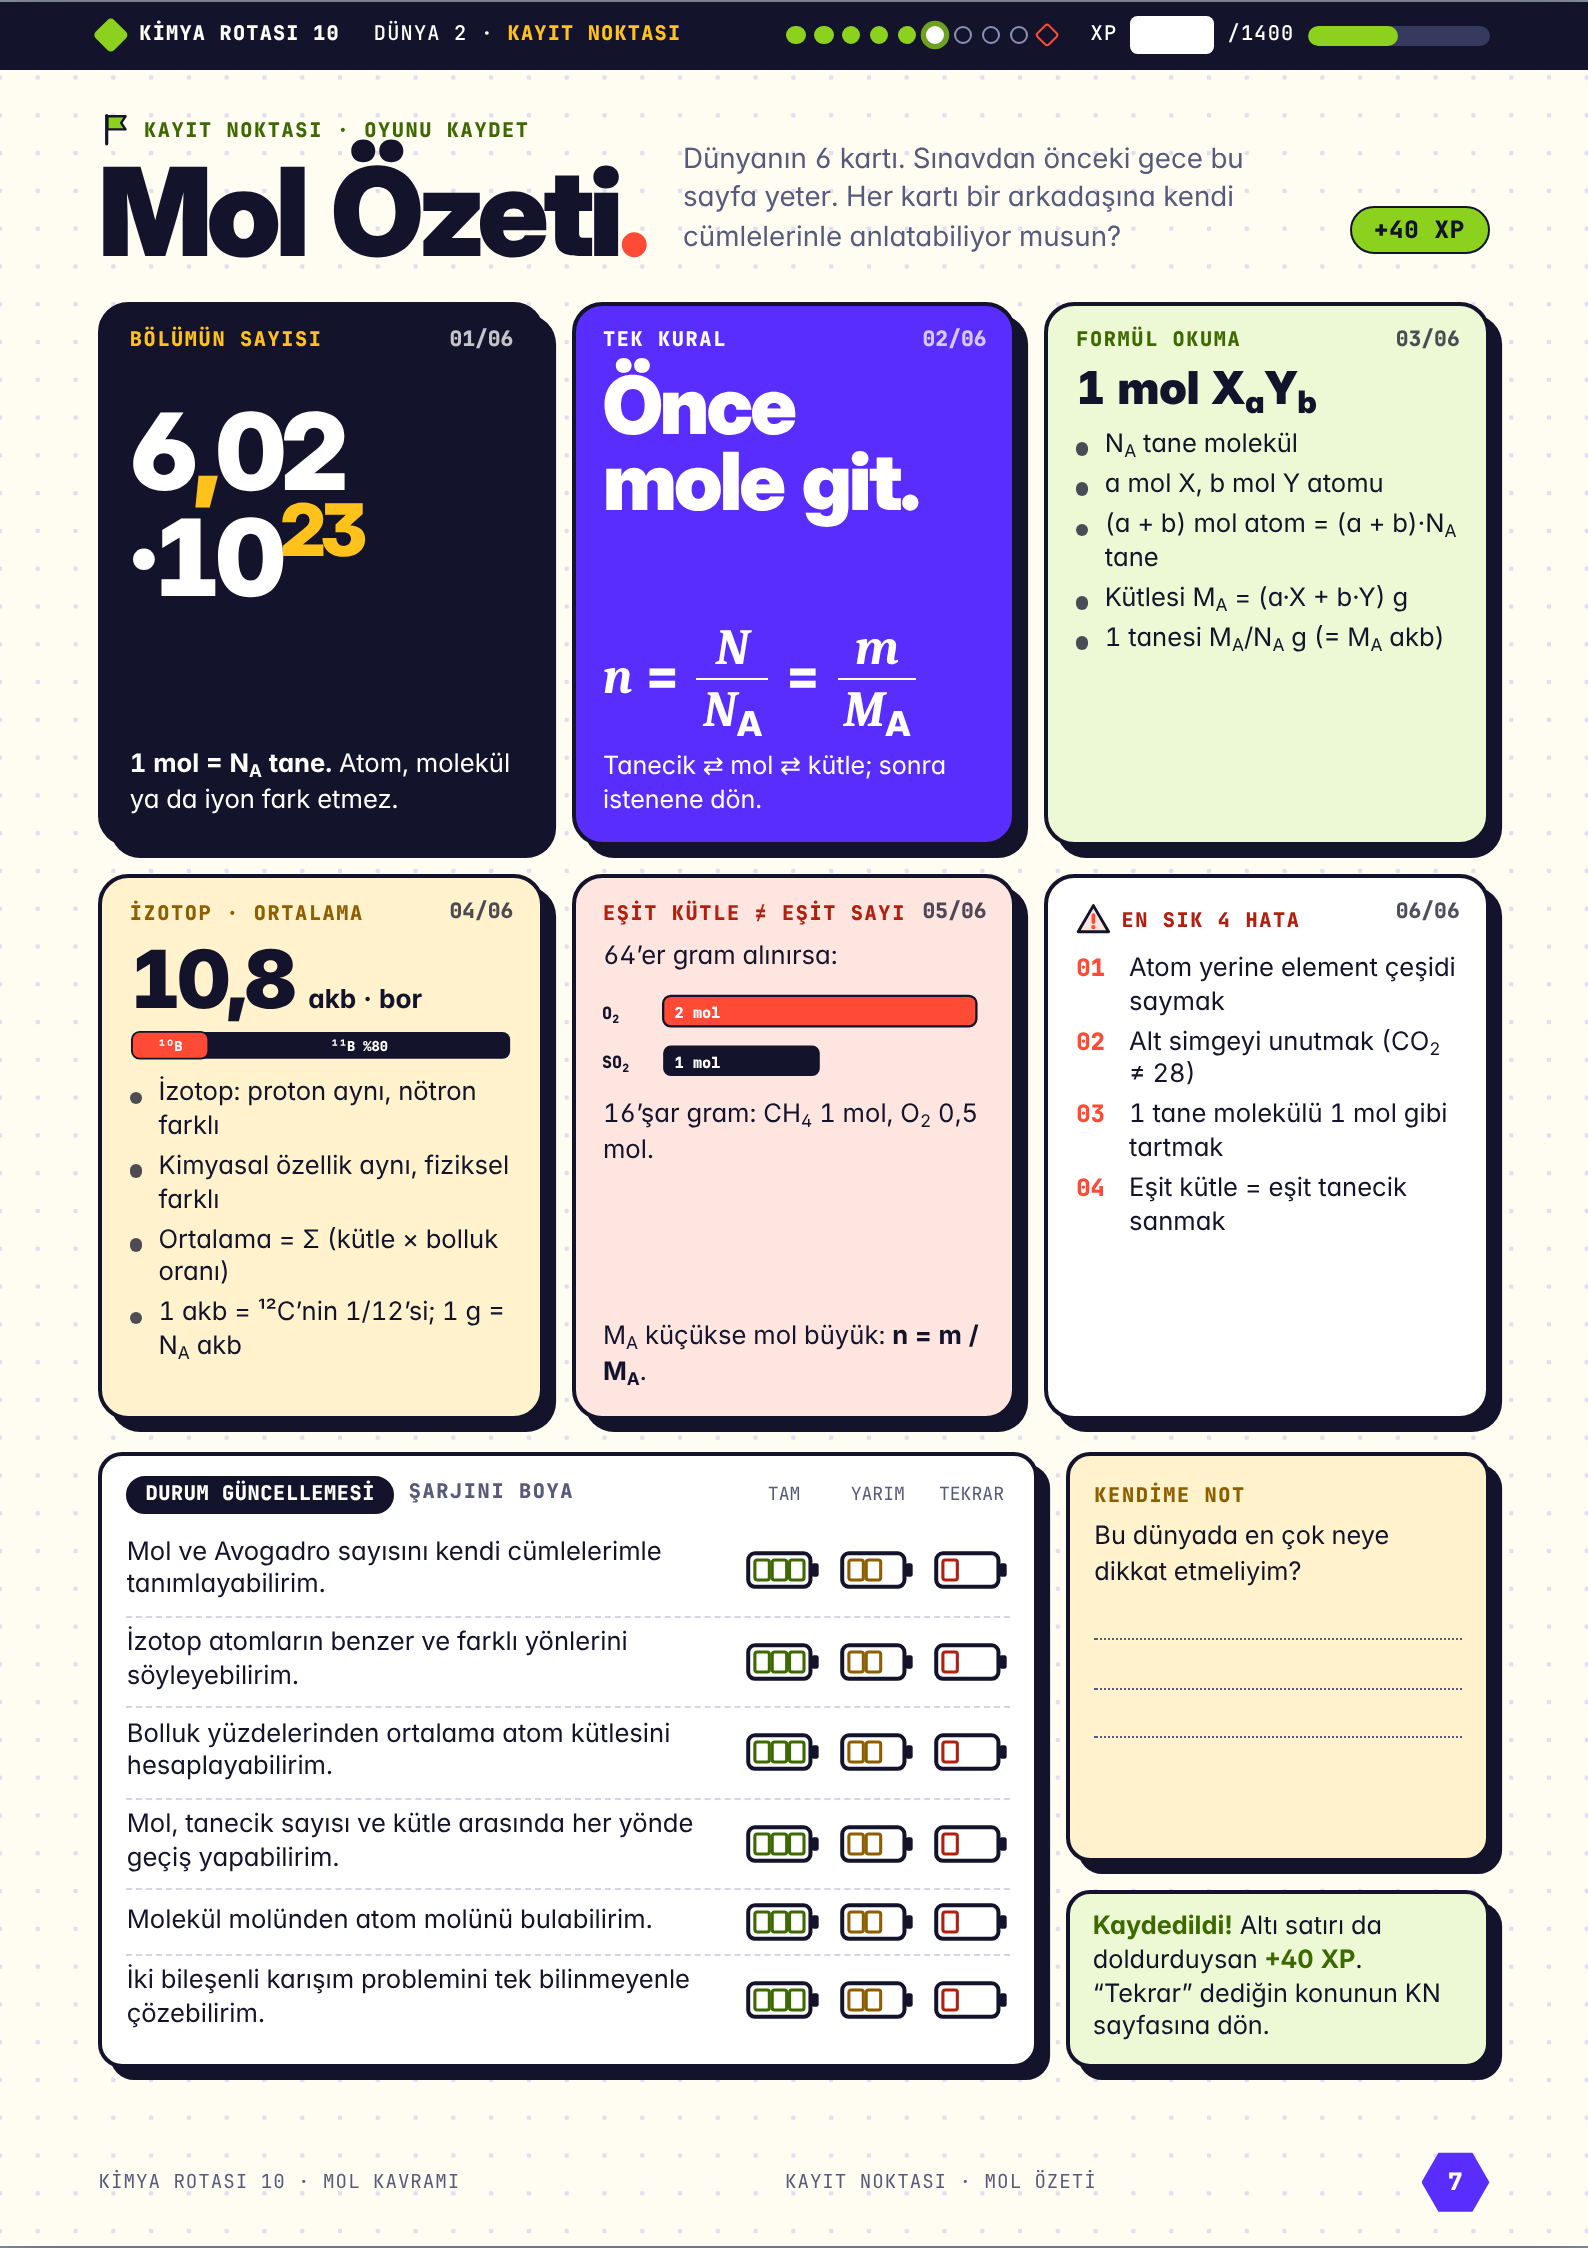 KİMYA ROTASI 10 DÜNYA 2 · KAYIT NOKTASI XP /1400
KAYIT NOKTASI · OYUNU KAYDET
Mol Özeti.
Dünyanın 6 kartı. Sınavdan önceki gece bu
sayfa yeter. Her kartı bir arkadaşına kendi
cümlelerinle anlatabiliyor musun?
+40 XP
BÖLÜMÜN SAYISI 01/06
6,02
·10²³
1 mol = N_A tane. Atom, molekül
ya da iyon fark etmez.
TEK KURAL 02/06
Önce
mole git.
n = N/N_A = m/M_A
Tanecik ⇄ mol ⇄ kütle; sonra
istenene dön.
FORMÜL OKUMA 03/06
1 mol XₐY_b
N_A tane molekül
a mol X, b mol Y atomu
(a + b) mol atom = (a + b)·N_A
tane
Kütlesi M_A = (a·X + b·Y) g
1 tanesi M_A/N_A g (= M_A akb)
İZOTOP · ORTALAMA 04/06
10,8 akb · bor
¹⁰B ¹¹B %80
İzotop: proton aynı, nötron
farklı
Kimyasal özellik aynı, fiziksel
farklı
Ortalama = Σ (kütle × bolluk
oranı)
1 akb = ¹²C’nin 1/12’si; 1 g =
N_A akb
EŞİT KÜTLE ≠ EŞİT SAYI 05/06
64’er gram alınırsa:
O₂ 2 mol
SO₂ 1 mol
16’şar gram: CH₄ 1 mol, O₂ 0,5
mol.
M_A küçükse mol büyük: n = m /
M_A.
EN SIK 4 HATA 06/06
01 Atom yerine element çeşidi
saymak
02 Alt simgeyi unutmak (CO₂
≠ 28)
03 1 tane molekülü 1 mol gibi
tartmak
04 Eşit kütle = eşit tanecik
sanmak
DURUM GÜNCELLEMESİ ŞARJINI BOYA TAM YARIM TEKRAR
Mol ve Avogadro sayısını kendi cümlelerimle
tanımlayabilirim.
İzotop atomların benzer ve farklı yönlerini
söyleyebilirim.
Bolluk yüzdelerinden ortalama atom kütlesini
hesaplayabilirim.
Mol, tanecik sayısı ve kütle arasında her yönde
geçiş yapabilirim.
Molekül molünden atom molünü bulabilirim.
İki bileşenli karışım problemini tek bilinmeyenle
çözebilirim.
KENDİME NOT
Bu dünyada en çok neye
dikkat etmeliyim?
Kaydedildi! Altı satırı da
doldurduysan +40 XP.
“Tekrar” dediğin konunun KN
sayfasına dön.
KİMYA ROTASI 10 · MOL KAVRAMI KAYIT NOKTASI · MOL ÖZETİ 7